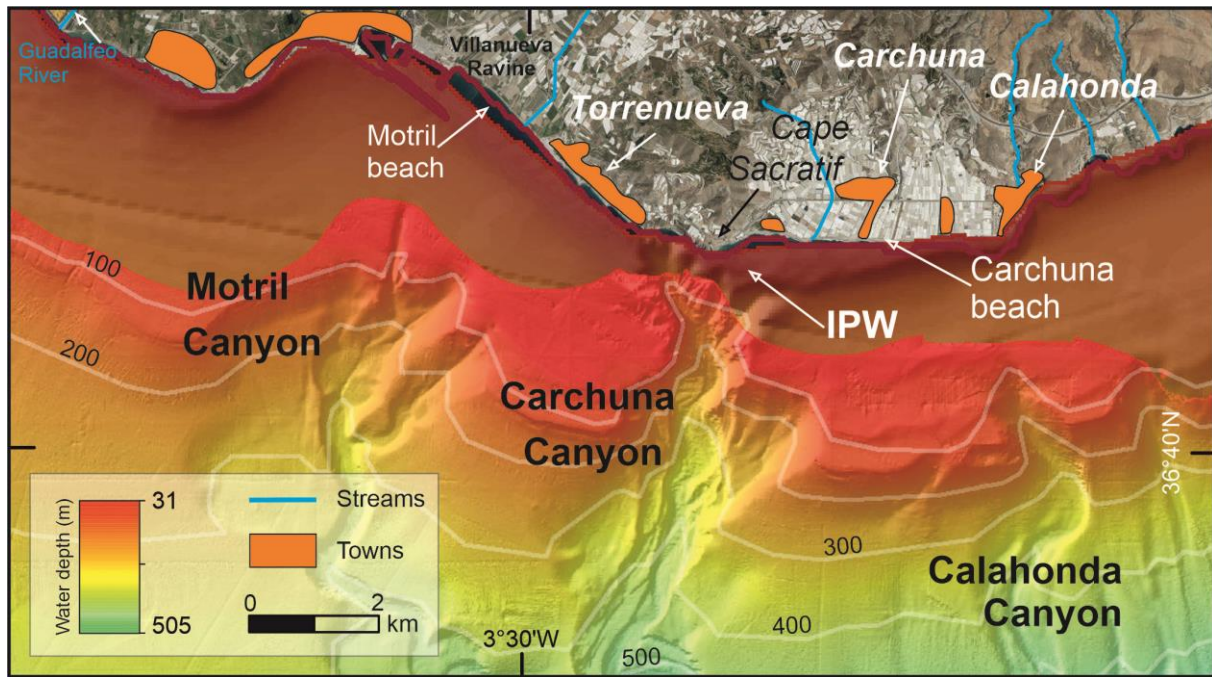 Guadalfeo
River
Villanueva
Ravine
Motril
beach
Torrenueva
Cape
Sacratif
Carchuna
Calahonda
Carchuna
beach
IPW
100
Motril
Canyon
200
Carchuna
Canyon
36°40'N
300
Calahonda
Canyon
400
500
3°30'W
Water depth (m)
31
505
Streams
Towns
0 2
km